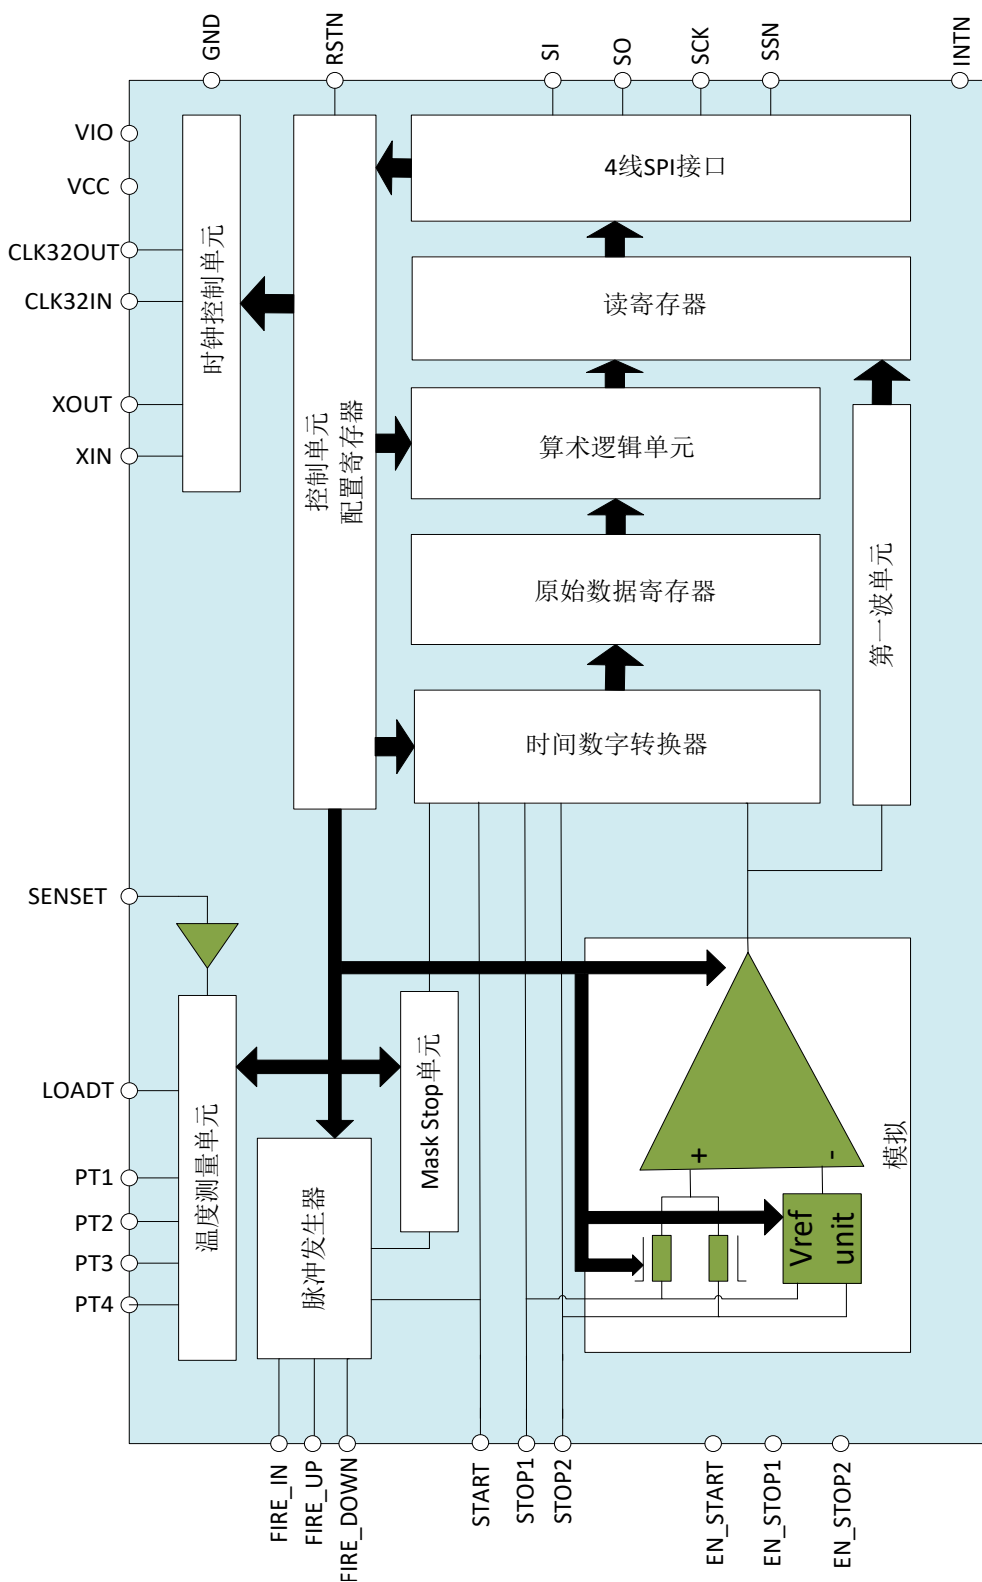 GND
RSTN
SI
SO
SCK
SSN
INTN
VIO
VCC
CLK32OUT
CLK32IN
XOUT
XIN
时钟控制单元
控制单元
配置寄存器
4线SPI接口
读寄存器
算术逻辑单元
原始数据寄存器
时间数字转换器
第一波单元
SENSET
LOADT
PT1
PT2
PT3
PT4
温度测量单元
脉冲发生器
Mask Stop单元
模拟
+
-
Vref
unit
FIRE_IN
FIRE_UP
FIRE_DOWN
START
STOP1
STOP2
EN_START
EN_STOP1
EN_STOP2